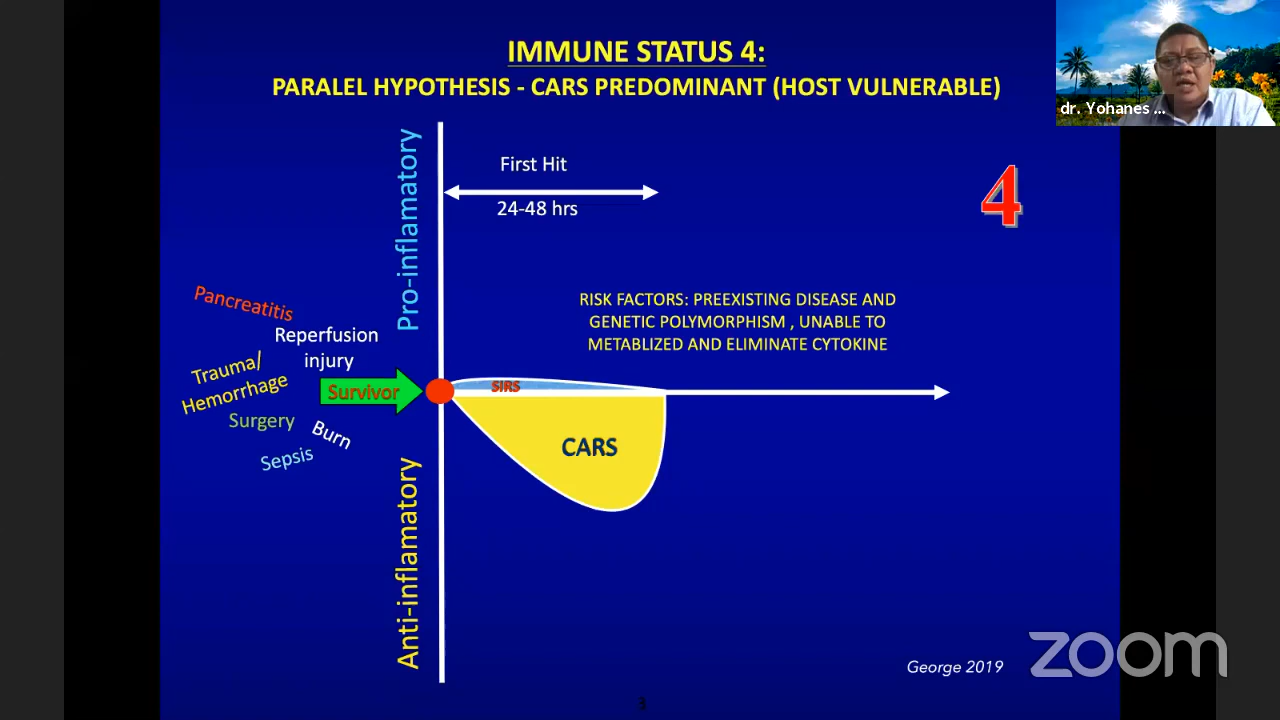 IMMUNE STATUS 4:
PARALEL HYPOTHESIS - CARS PREDOMINANT (HOST VULNERABLE)
dr. Yohanes ...
Pro-inflamatory
First Hit
24-48 hrs
4
RISK FACTORS: PREEXISTING DISEASE AND
GENETIC POLYMORPHISM , UNABLE TO
METABLIZED AND ELIMINATE CYTOKINE
Pancreatitis
Reperfusion
injury
Trauma/
Hemorrhage
Survivor
Surgery
Burn
Sepsis
SIRS
CARS
Anti-inflamatory
George 2019
zoom
3